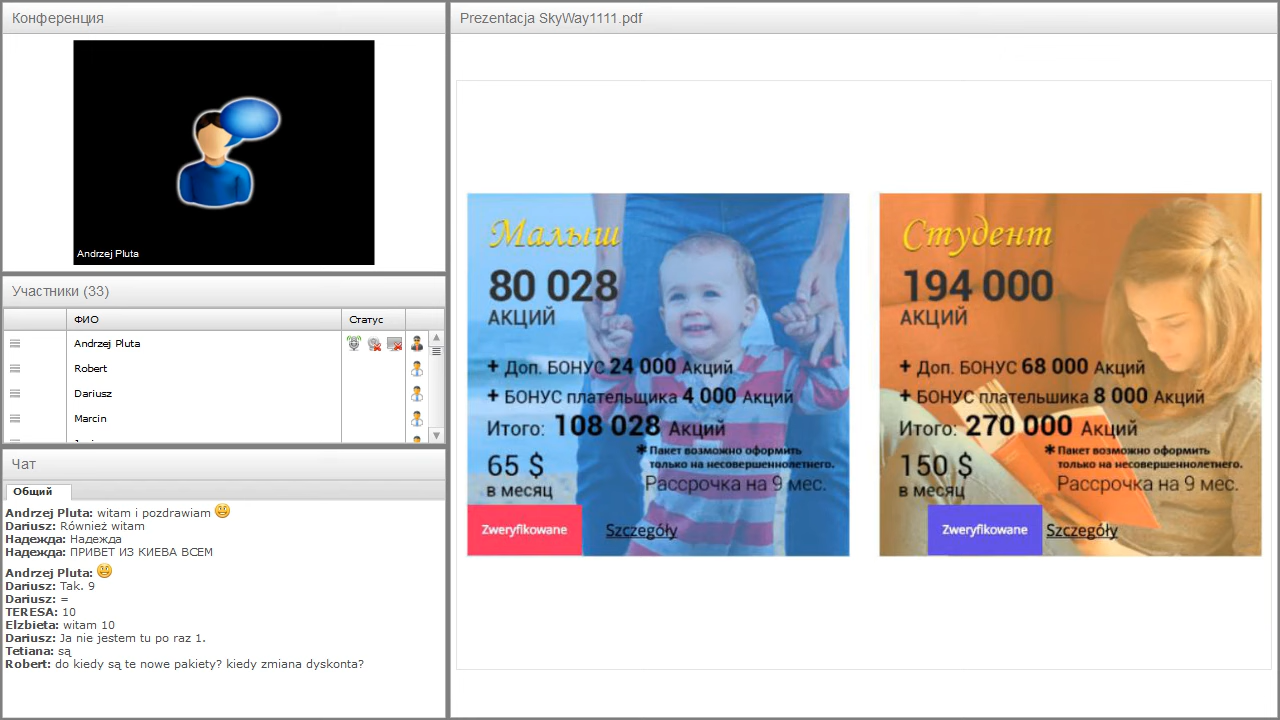 Конференция
Andrzej Pluta
Участники (33)
ФИО
Статус
Andrzej Pluta
Robert
Dariusz
Marcin
Чат
Общий
Andrzej Pluta: witam i pozdrawiam
Dariusz: Również witam
Надежда: Надежда
Надежда: ПРИВЕТ ИЗ КИЕВА ВСЕМ
Andrzej Pluta:
Dariusz: Tak. 9
Dariusz: =
TERESA: 10
Elzbieta: witam 10
Dariusz: Ja nie jestem tu po raz 1.
Tetiana: są
Robert: do kiedy są te nowe pakiety? kiedy zmiana dyskonta?
Prezentacja SkyWay1111.pdf
Малыш
80 028
АКЦИЙ
+ Доп. БОНУС 24 000 Акций
+ БОНУС плательщика 4 000 Акций
Итого: 108 028 Акций
* Пакет возможно оформить
только на несовершеннолетнего.
65 $
в месяц
Рассрочка на 9 мес.
Zweryfikowane
Szczegóły
Студент
194 000
АКЦИЙ
+ Доп. БОНУС 68 000 Акций
+ БОНУС плательшика 8 000 Акций
Итого: 270 000 Акций
* Пакет возможно оформить
только на несовершеннолетнего.
150 $
в месяц
Рассрочка на 9 мес.
Zweryfikowane
Szczegóły